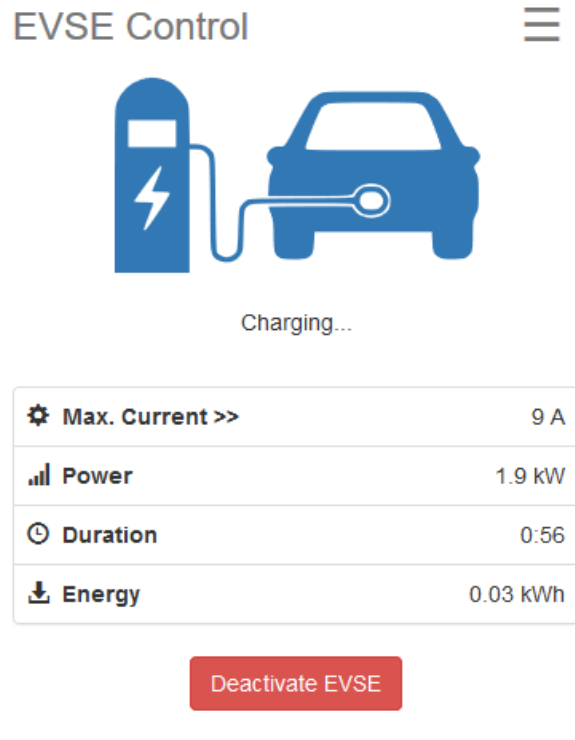 EVSE Control
Charging...
Max. Current >> 9 A
Power 1.9 kW
Duration 0:56
Energy 0.03 kWh
Deactivate EVSE